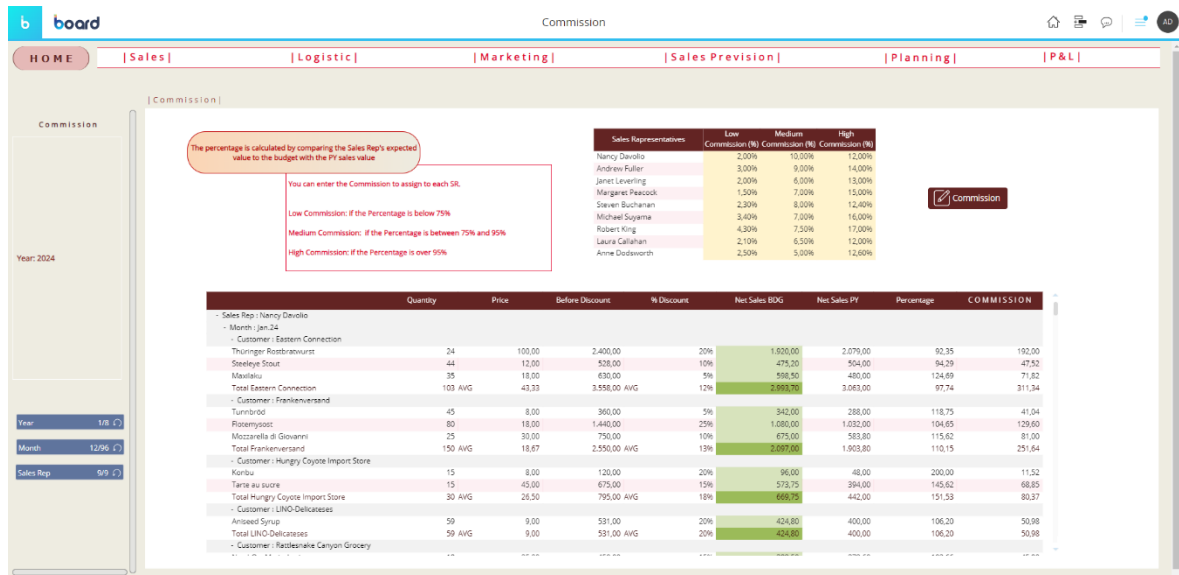 b board Commission AD
HOME |Sales| |Logistic| |Marketing| |Sales Prevision| |Planning| |P&L|
|Commission|
Commission
Year: 2024
Year 1/8
Month 12/96
Sales Rep 9/9
The percentage is calculated by comparing the Sales Rep's expected
value to the budget with the PY sales value
You can enter the Commission to assign to each SR.
Low Commission: if the Percentage is below 75%
Medium Commission: if the Percentage is between 75% and 95%
High Commission: if the Percentage is over 95%
Sales Rapresentatives Low Commission (%) Medium Commission (%) High Commission (%)
Nancy Davolio 2,00% 10,00% 12,00%
Andrew Fuller 3,00% 9,00% 14,00%
Janet Leverling 2,00% 6,00% 13,00%
Margaret Peacock 1,50% 7,00% 15,00%
Steven Buchanan 2,30% 8,00% 12,40%
Michael Suyama 3,40% 7,00% 16,00%
Robert King 4,30% 7,50% 17,00%
Laura Callahan 2,10% 6,50% 12,00%
Anne Dodsworth 2,50% 5,00% 12,60%
Commission
Quantity Price Before Discount % Discount Net Sales BDG Net Sales PY Percentage COMMISSION
- Sales Rep : Nancy Davolio
- Month : Jan.24
- Customer : Eastern Connection
Thüringer Rostbratwurst 24 100,00 2.400,00 20% 1.920,00 2.079,00 92,35 192,00
Steeleye Stout 44 12,00 528,00 10% 475,20 504,00 94,29 47,52
Maxilaku 35 18,00 630,00 5% 598,50 480,00 124,69 71,82
Total Eastern Connection 103 AVG 43,33 3.558,00 AVG 12% 2.993,70 3.063,00 97,74 311,34
- Customer : Frankenversand
Tunnbröd 45 8,00 360,00 5% 342,00 288,00 118,75 41,04
Flotemysost 80 18,00 1.440,00 25% 1.080,00 1.032,00 104,65 129,60
Mozzarella di Giovanni 25 30,00 750,00 10% 675,00 583,80 115,62 81,00
Total Frankenversand 150 AVG 18,67 2.550,00 AVG 13% 2.097,00 1.903,80 110,15 251,64
- Customer : Hungry Coyote Import Store
Konbu 15 8,00 120,00 20% 96,00 48,00 200,00 11,52
Tarte au sucre 15 45,00 675,00 15% 573,75 394,00 145,62 68,85
Total Hungry Coyote Import Store 30 AVG 26,50 795,00 AVG 18% 669,75 442,00 151,53 80,37
- Customer : LINO-Delicateses
Aniseed Syrup 59 9,00 531,00 20% 424,80 400,00 106,20 50,98
Total LINO-Delicateses 59 AVG 9,00 531,00 AVG 20% 424,80 400,00 106,20 50,98
- Customer : Rattlesnake Canyon Grocery